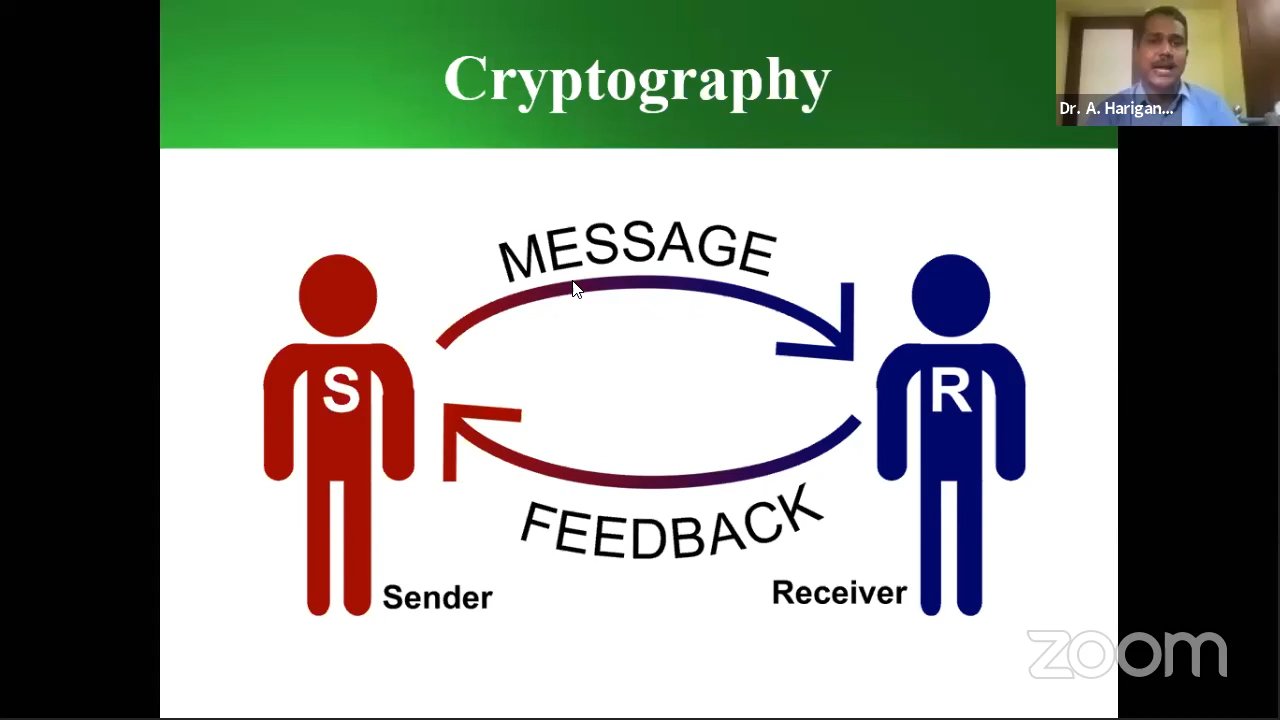 Cryptography
Dr. A. Harigan...
MESSAGE
S
R
FEEDBACK
Sender
Receiver
zoom